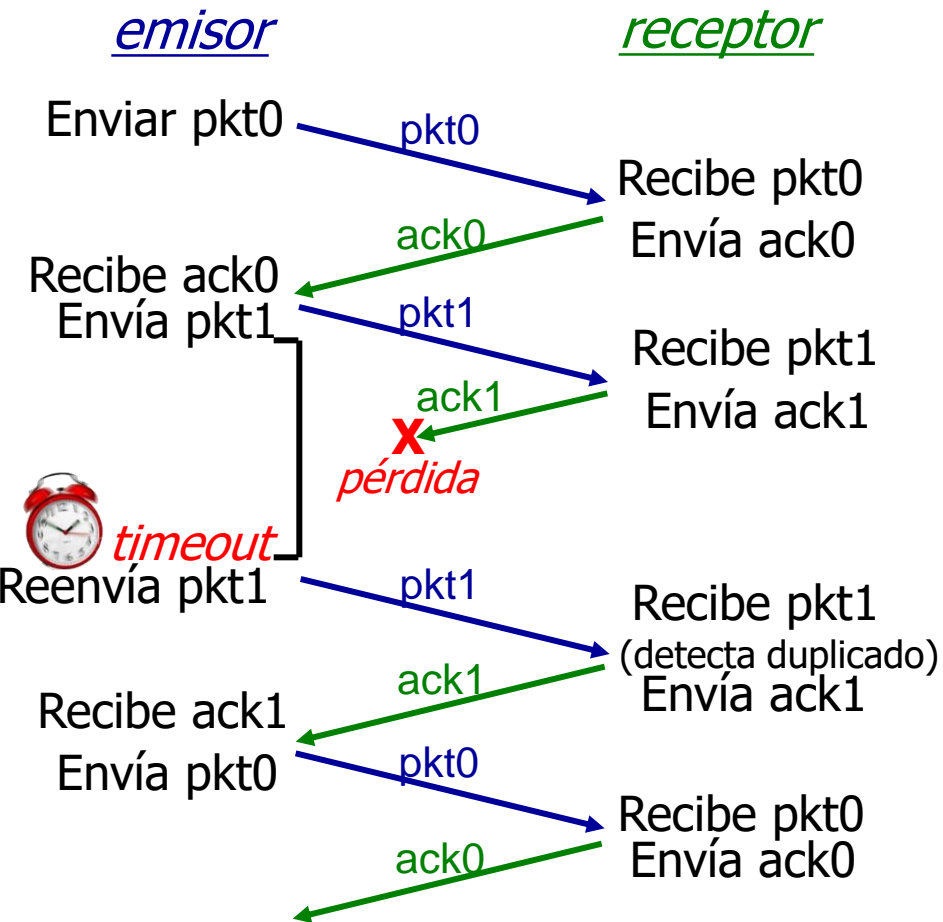 emisor
receptor
Enviar pkt0
pkt0
Recibe pkt0
ack0
Envía ack0
Recibe ack0
Envía pkt1
pkt1
Recibe pkt1
ack1
Envía ack1
X
pérdida
timeout
Reenvía pkt1
pkt1
Recibe pkt1
(detecta duplicado)
ack1
Envía ack1
Recibe ack1
Envía pkt0
pkt0
Recibe pkt0
ack0
Envía ack0